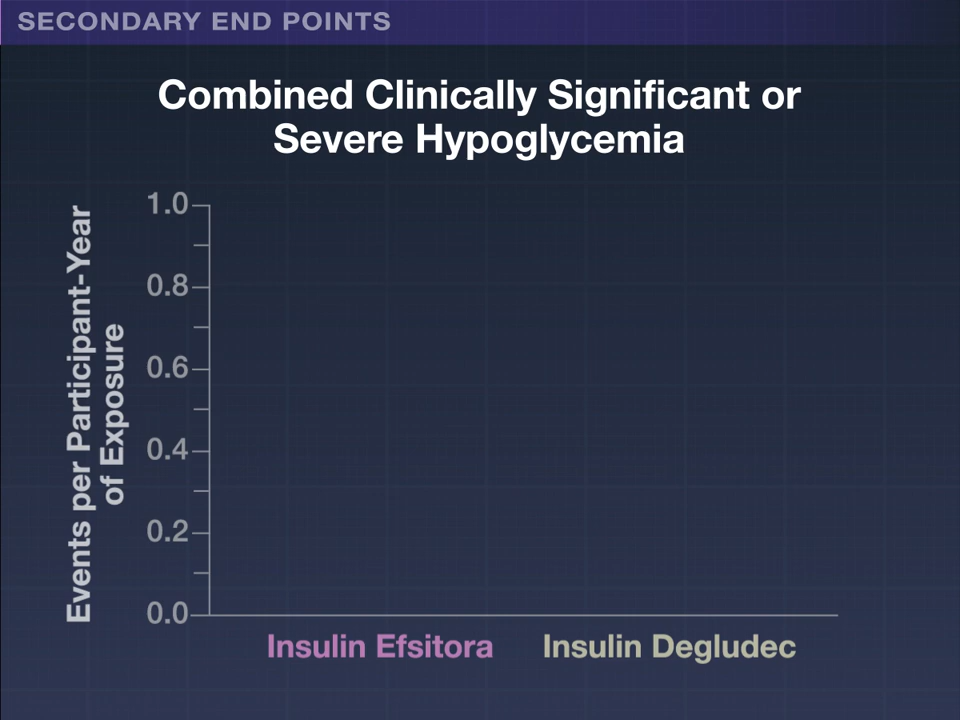 SECONDARY END POINTS
Combined Clinically Significant or
Severe Hypoglycemia
Events per Participant-Year
of Exposure
1.0
0.8
0.6
0.4
0.2
0.0
Insulin Efsitora
Insulin Degludec